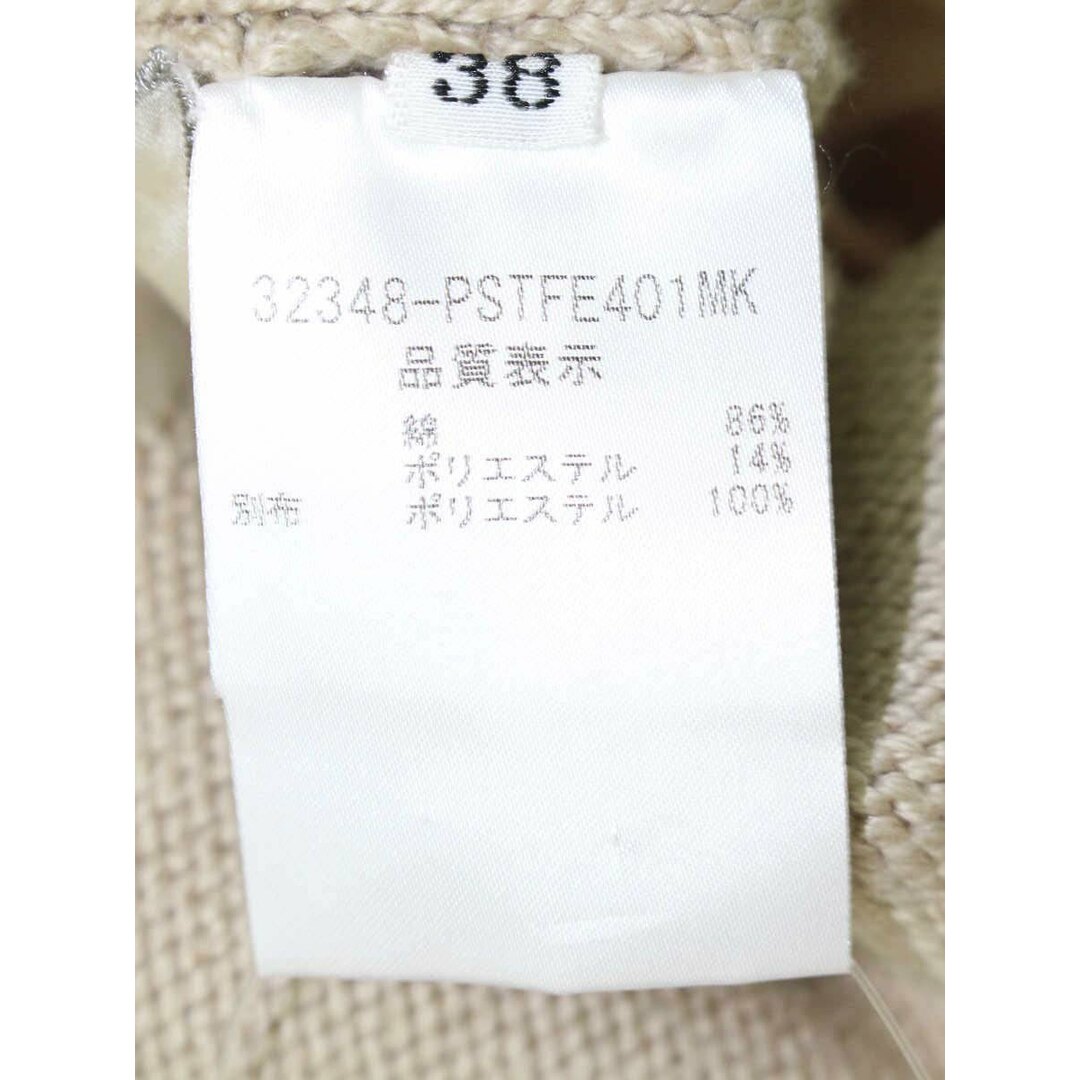 38
32348-PSTFE401MK
品質表示
綿 86%
ポリエステル 14%
別布 ポリエステル 100%